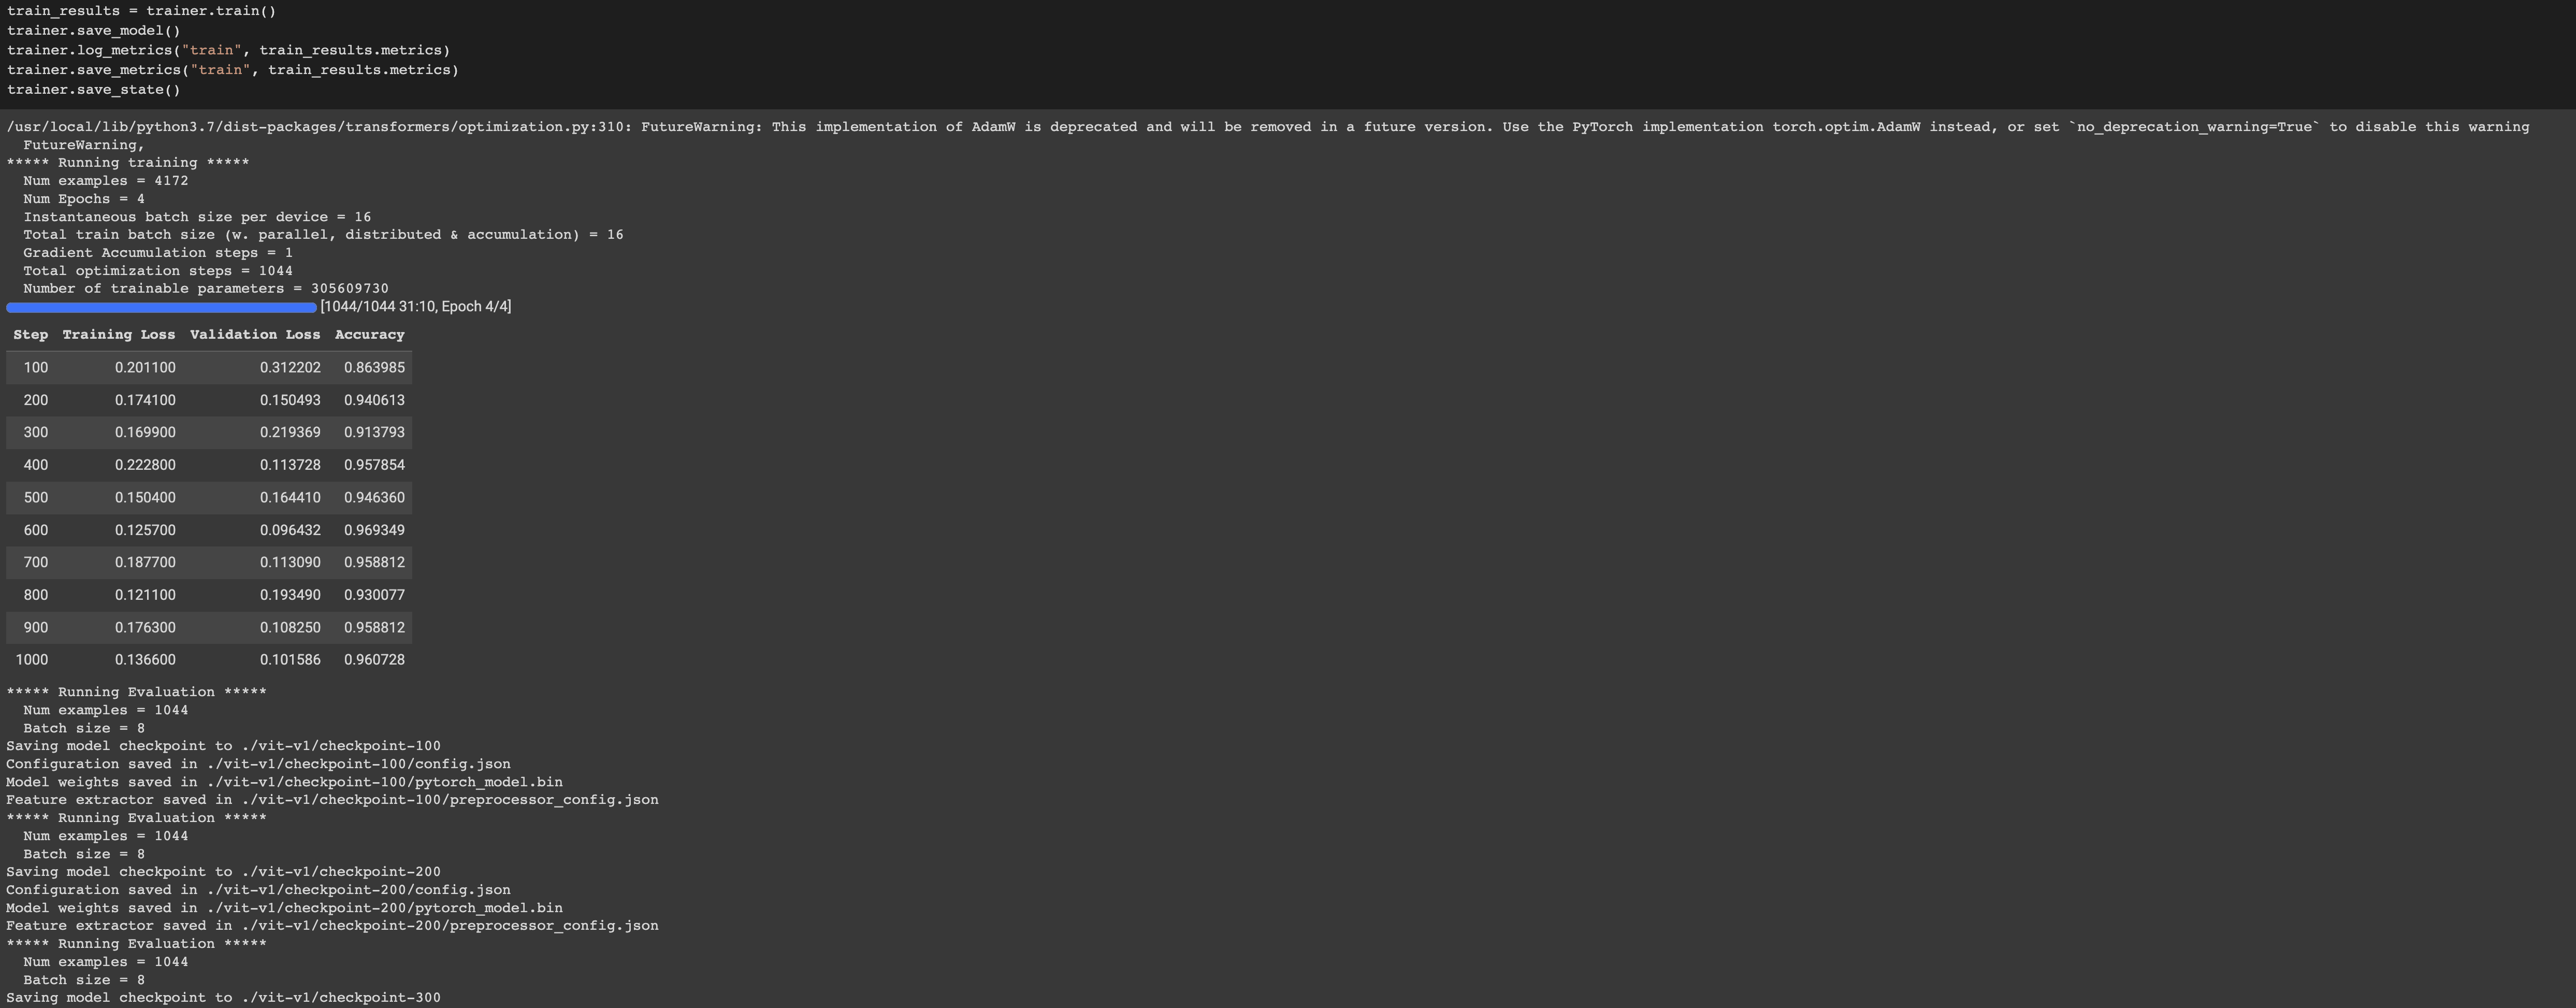 train_results = trainer.train()
trainer.save_model()
trainer.log_metrics("train", train_results.metrics)
trainer.save_metrics("train", train_results.metrics)
trainer.save_state()
/usr/local/lib/python3.7/dist-packages/transformers/optimization.py:310: FutureWarning: This implementation of AdamW is deprecated and will be removed in a future version. Use the PyTorch implementation torch.optim.AdamW instead, or set `no_deprecation_warning=True` to disable this warning
  FutureWarning,
***** Running training *****
  Num examples = 4172
  Num Epochs = 4
  Instantaneous batch size per device = 16
  Total train batch size (w. parallel, distributed & accumulation) = 16
  Gradient Accumulation steps = 1
  Total optimization steps = 1044
  Number of trainable parameters = 305609730
[1044/1044 31:10, Epoch 4/4]
Step Training Loss Validation Loss Accuracy
100 0.201100 0.312202 0.863985
200 0.174100 0.150493 0.940613
300 0.169900 0.219369 0.913793
400 0.222800 0.113728 0.957854
500 0.150400 0.164410 0.946360
600 0.125700 0.096432 0.969349
700 0.187700 0.113090 0.958812
800 0.121100 0.193490 0.930077
900 0.176300 0.108250 0.958812
1000 0.136600 0.101586 0.960728
***** Running Evaluation *****
  Num examples = 1044
  Batch size = 8
Saving model checkpoint to ./vit-v1/checkpoint-100
Configuration saved in ./vit-v1/checkpoint-100/config.json
Model weights saved in ./vit-v1/checkpoint-100/pytorch_model.bin
Feature extractor saved in ./vit-v1/checkpoint-100/preprocessor_config.json
***** Running Evaluation *****
  Num examples = 1044
  Batch size = 8
Saving model checkpoint to ./vit-v1/checkpoint-200
Configuration saved in ./vit-v1/checkpoint-200/config.json
Model weights saved in ./vit-v1/checkpoint-200/pytorch_model.bin
Feature extractor saved in ./vit-v1/checkpoint-200/preprocessor_config.json
***** Running Evaluation *****
  Num examples = 1044
  Batch size = 8
Saving model checkpoint to ./vit-v1/checkpoint-300